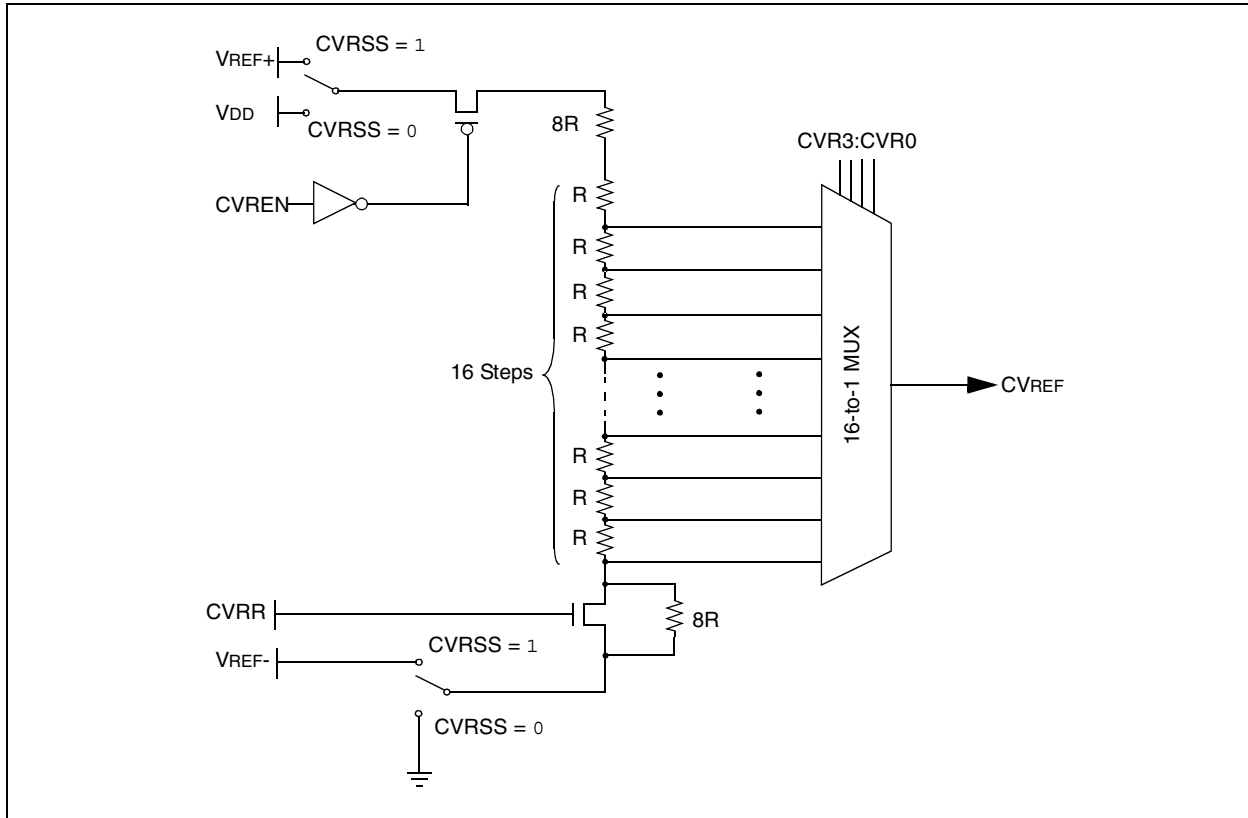 CVRSS = 1
VREF+
VDD
CVRSS = 0
8R
CVR3:CVR0
CVREN
R
R
R
R
16 Steps
16-to-1 MUX
CVREF
R
R
R
CVRR
8R
CVRSS = 1
VREF-
CVRSS = 0